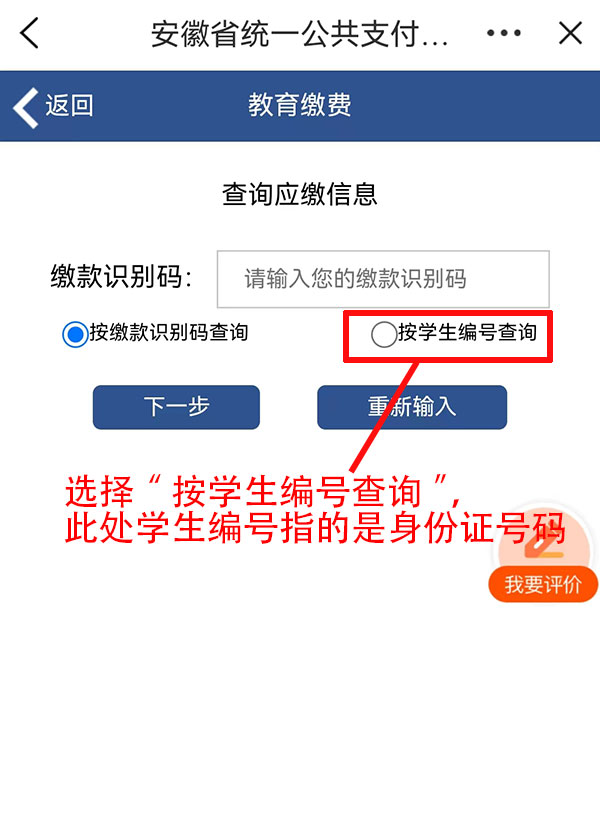 安徽省统一公共支付...
返回
教育缴费
查询应缴信息
缴款识别码：
请输入您的缴款识别码
按缴款识别码查询
按学生编号查询
下一步
重新输入
选择“按学生编号查询”，
此处学生编号指的是身份证号码
我要评价